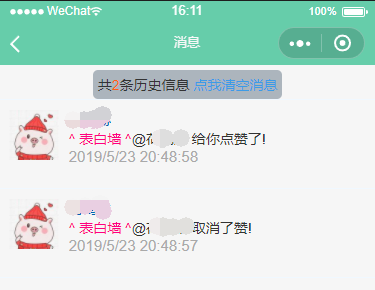 WeChat 16:11 100%
消息
共2条历史信息 点我清空消息
^ 表白墙 ^@ 给你点赞了!
2019/5/23 20:48:58
^ 表白墙 ^@ 取消了赞!
2019/5/23 20:48:57